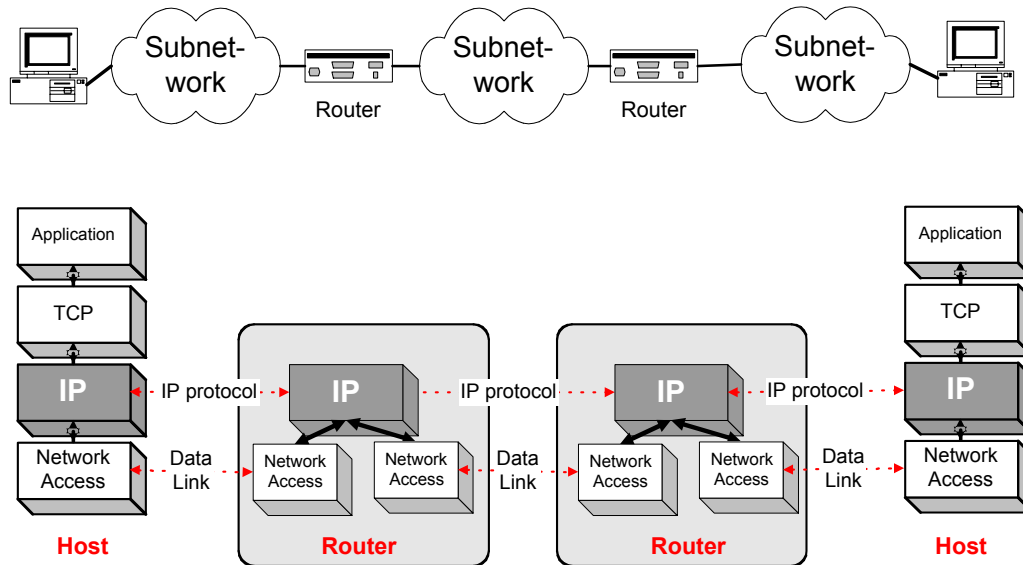 Subnet-
work
Subnet-
work
Subnet-
work
Router
Router
Application
Application
TCP
TCP
IP
IP protocol
IP
IP protocol
IP
IP protocol
IP
Network
Access
Data
Link
Network
Access
Network
Access
Data
Link
Network
Access
Network
Access
Data
Link
Network
Access
Host
Router
Router
Host